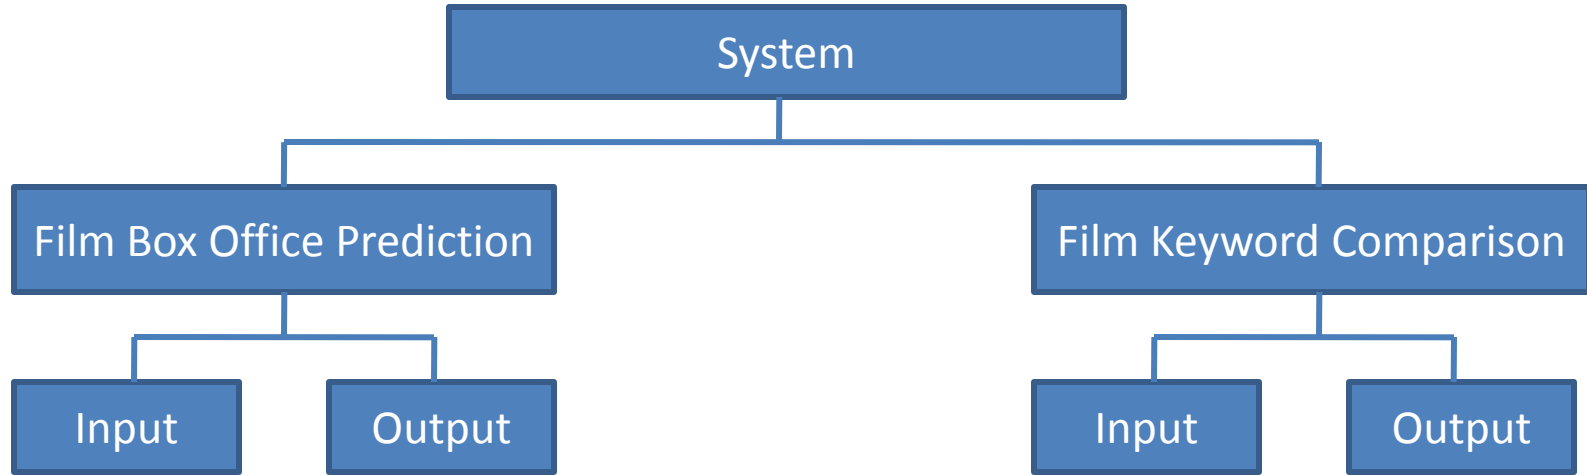 System
Film Box Office Prediction
Film Keyword Comparison
Input
Output
Input
Output